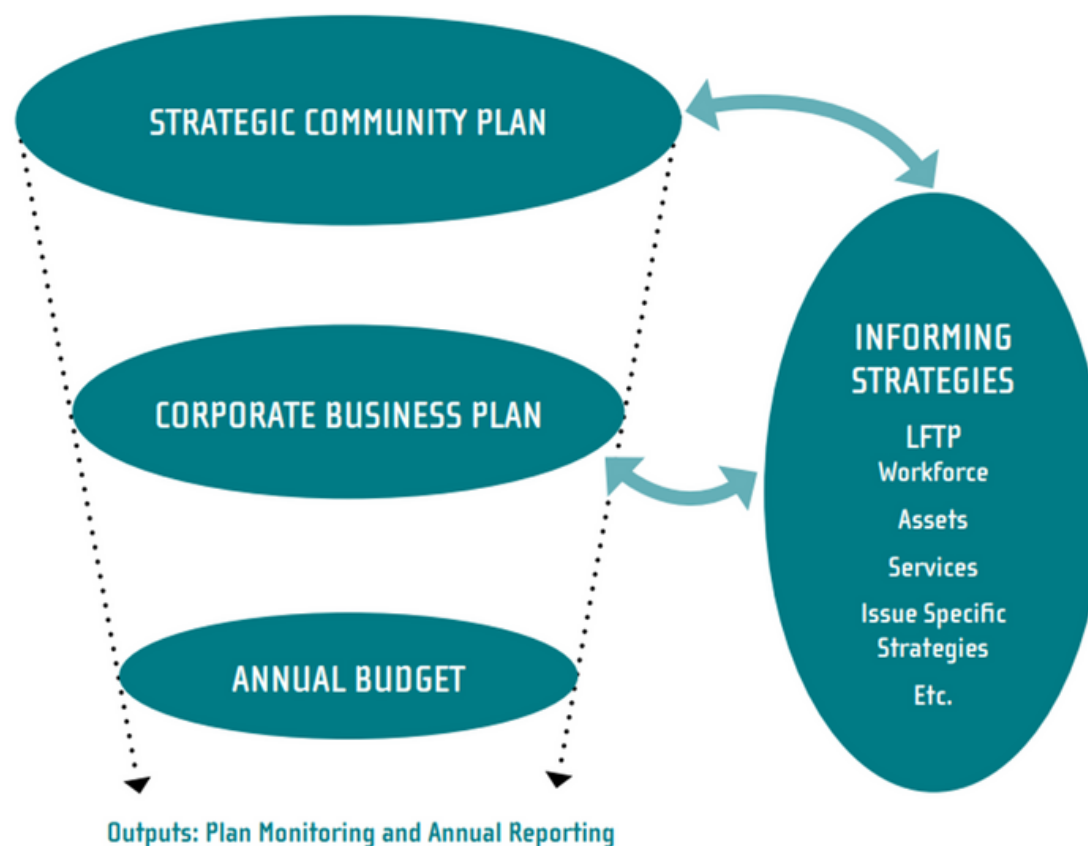 STRATEGIC COMMUNITY PLAN
CORPORATE BUSINESS PLAN
ANNUAL BUDGET
INFORMING
STRATEGIES
LFTP
Workforce
Assets
Services
Issue Specific
Strategies
Etc.
Outputs: Plan Monitoring and Annual Reporting